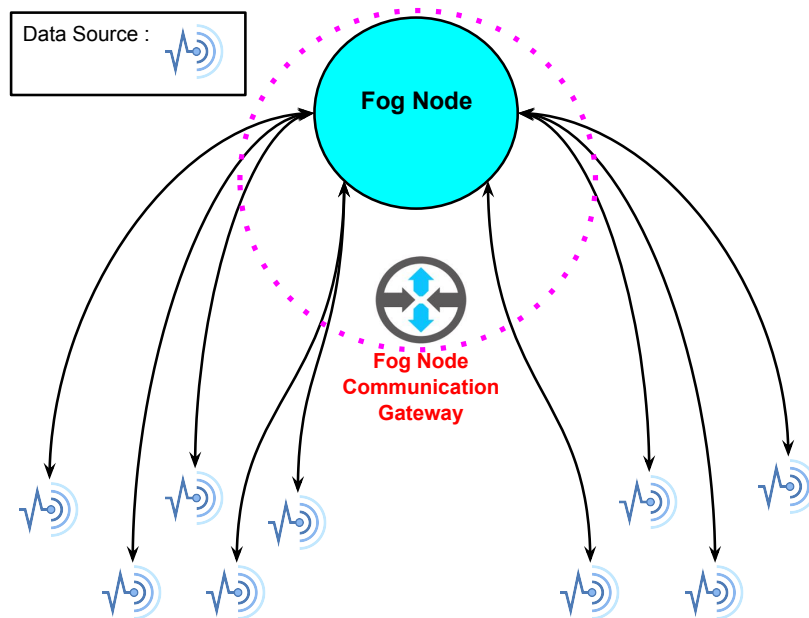 Data Source :
Fog Node
Fog Node
Communication
Gateway